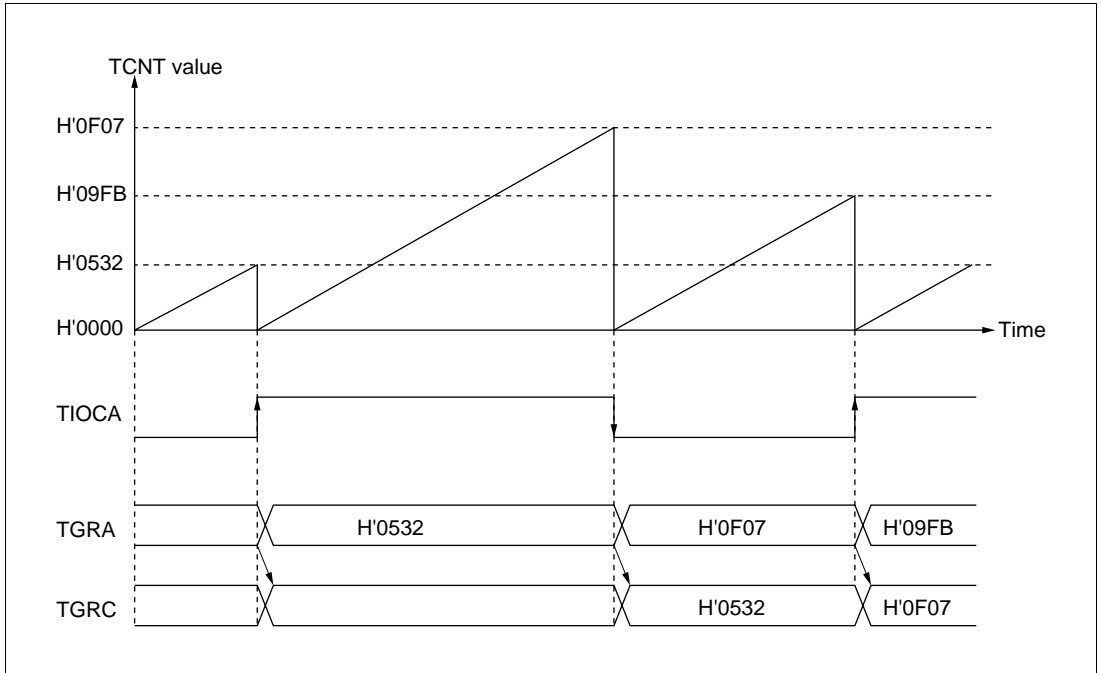 TCNT value
H'0F07
H'09FB
H'0532
H'0000
Time
TIOCA
TGRA
H'0532
H'0F07
H'09FB
TGRC
H'0532
H'0F07